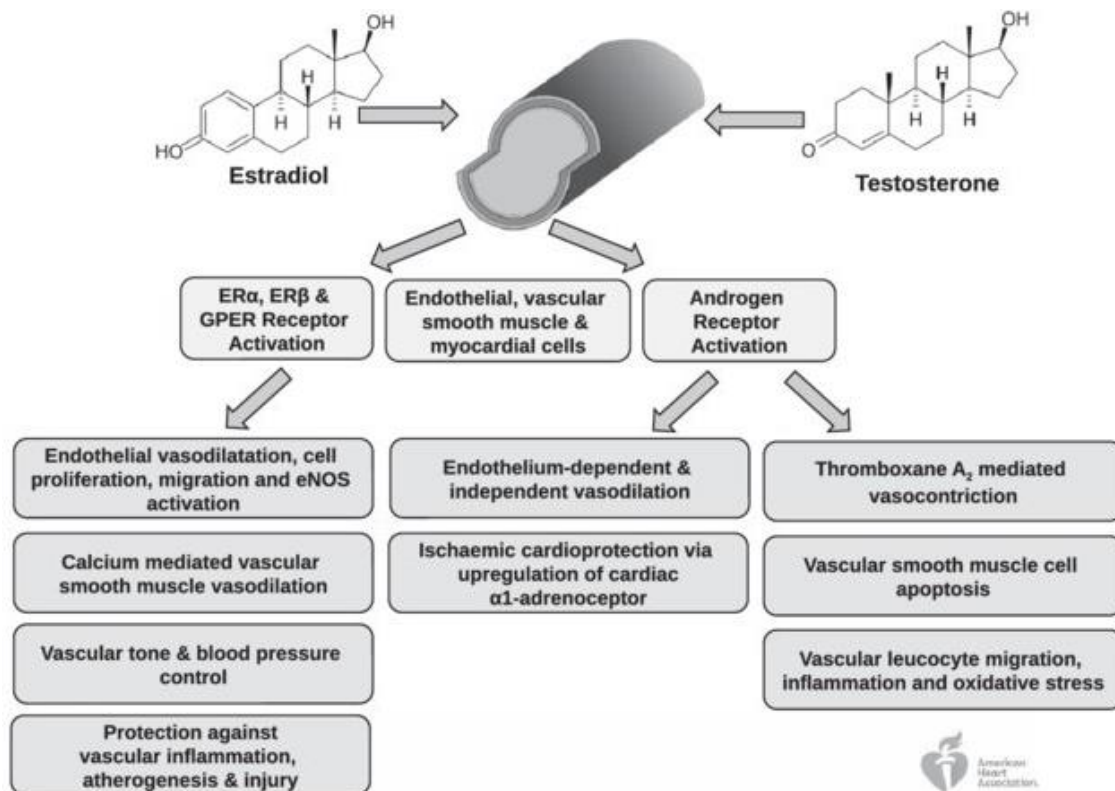 OH
H
H
H
HO
Estradiol
OH
H
H
H
O
Testosterone
ERα, ERβ &
GPER Receptor
Activation
Endothelial, vascular
smooth muscle &
myocardial cells
Androgen
Receptor
Activation
Endothelial vasodilatation, cell
proliferation, migration and eNOS
activation
Calcium mediated vascular
smooth muscle vasodilation
Vascular tone & blood pressure
control
Protection against
vascular inflammation,
atherogenesis & injury
Endothelium-dependent &
independent vasodilation
Ischaemic cardioprotection via
upregulation of cardiac
α1-adrenoceptor
Thromboxane A₂ mediated
vasocontriction
Vascular smooth muscle cell
apoptosis
Vascular leucocyte migration,
inflammation and oxidative stress
American
Heart
Association.